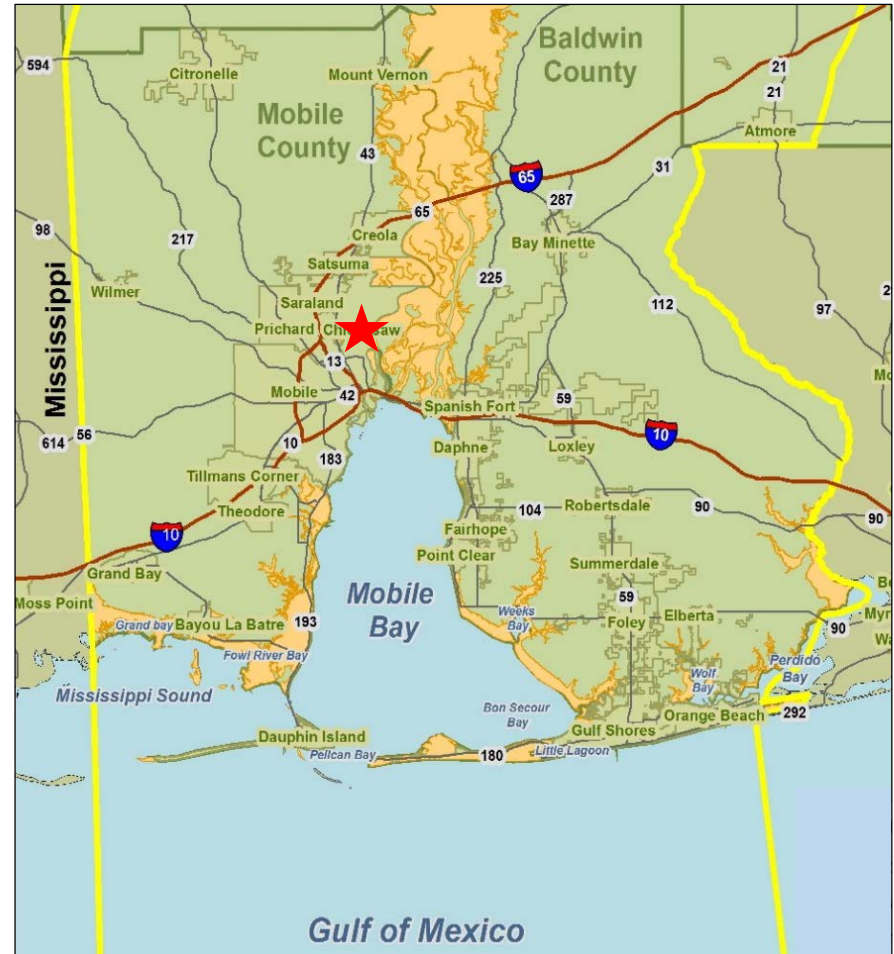 Baldwin
County
594
Citronelle
Mount Vernon
21
21
Mobile
County
Atmore
43
65
31
287
65
98
217
Creola
Bay Minette
Satsuma
225
Wilmer
Saraland
112
97
Mississippi
Prichard
13
Mobile
42
Spanish Fort
59
614
56
10
10
Daphne
Loxley
183
Tillmans Corner
Theodore
104
Robertsdale
90
90
10
Fairhope
Point Clear
Summerdale
Grand Bay
Moss Point
Mobile
Bay
59
Weeks
Bay
Elberta
Grand bay
Bayou La Batre
193
Foley
90
Fowl River Bay
Wolf
Bay
Perdido
Bay
Mississippi Sound
Bon Secour
Bay
Orange Beach
292
Dauphin Island
Gulf Shores
Pelican Bay
180
Little Lagoon
Gulf of Mexico